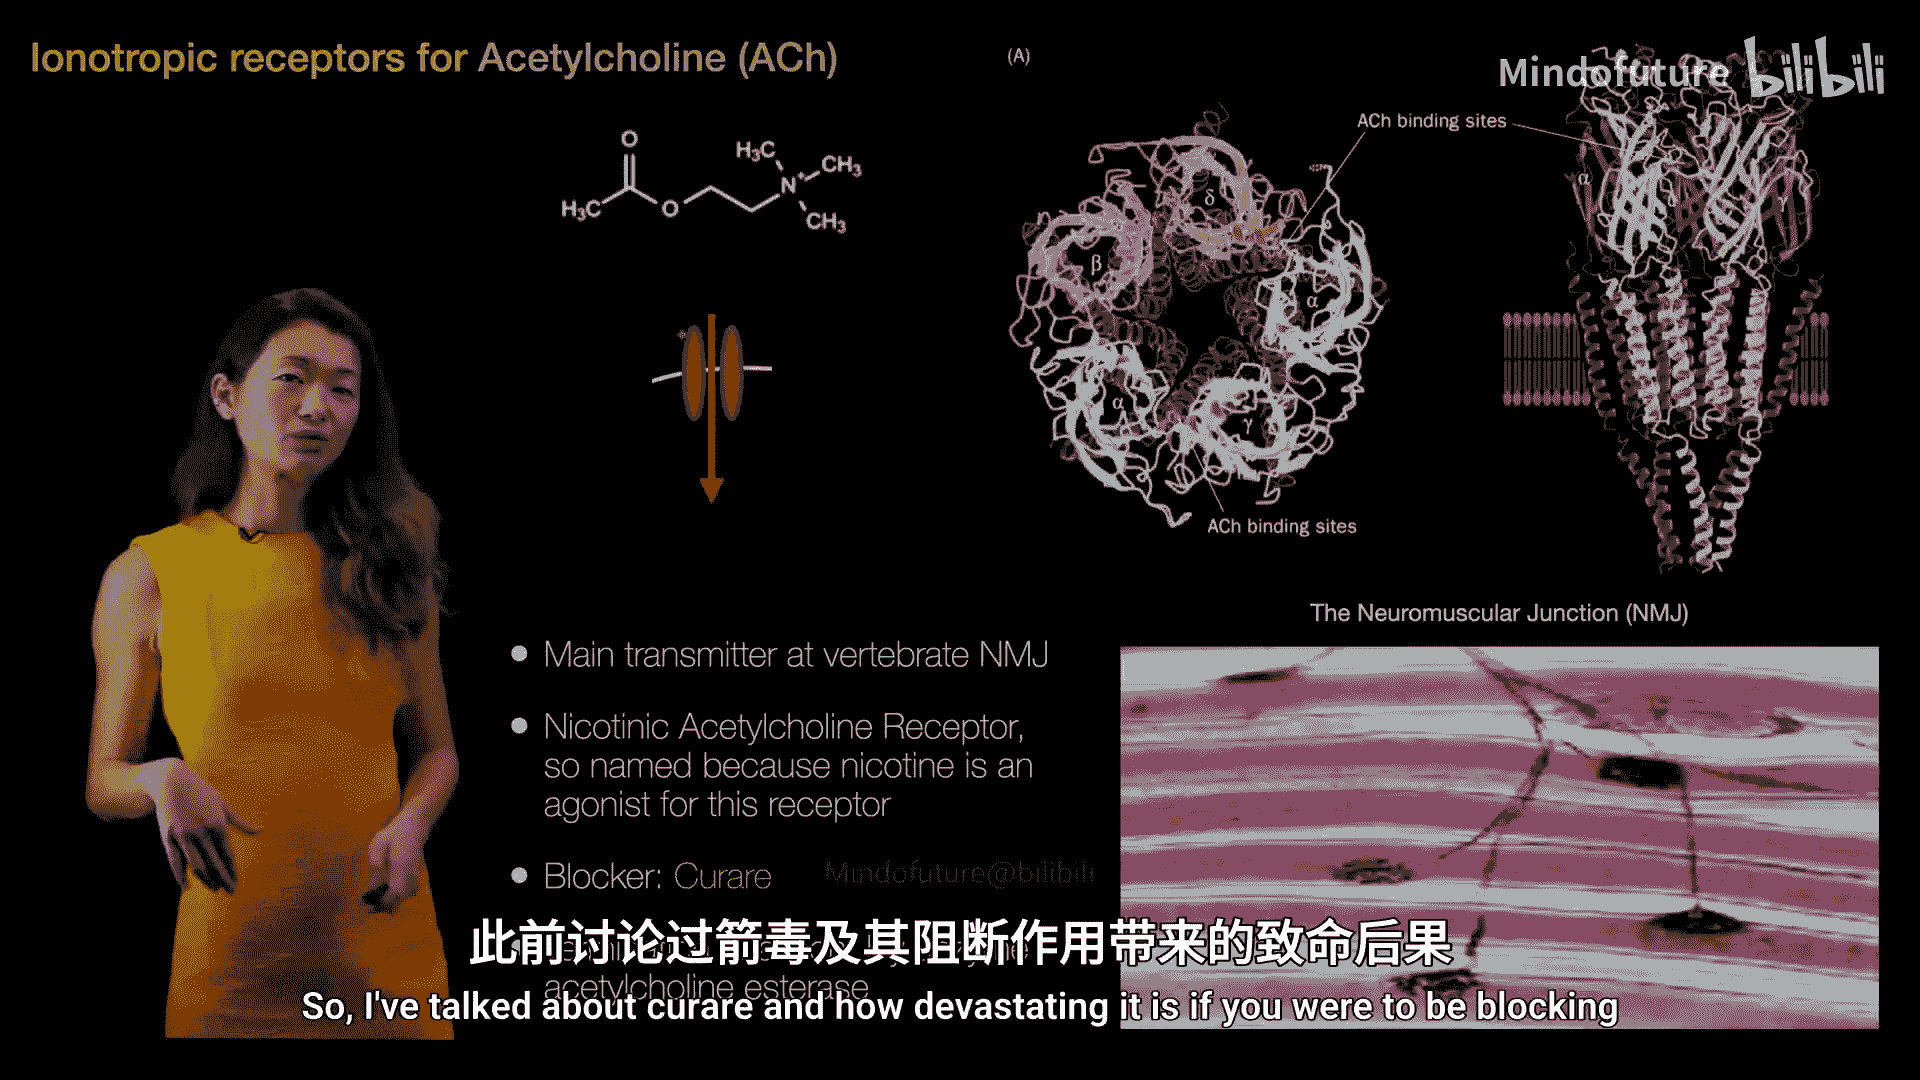 Ionotropic receptors for Acetylcholine (ACh)
(A)
Mindofuture bilibili
ACh binding sites
O
H₃C
CH₃
N⁺
H₃C
O
CH₃
δ
β
α
α
γ
α
γ
ACh binding sites
The Neuromuscular Junction (NMJ)
Main transmitter at vertebrate NMJ
Nicotinic Acetylcholine Receptor,
so named because nicotine is an
agonist for this receptor
Blocker: Curare
Mindofuture@bilibili
acetylcholine esterase
此前讨论过箭毒及其阻断作用带来的致命后果
So, I've talked about curare and how devastating it is if you were to be blocking